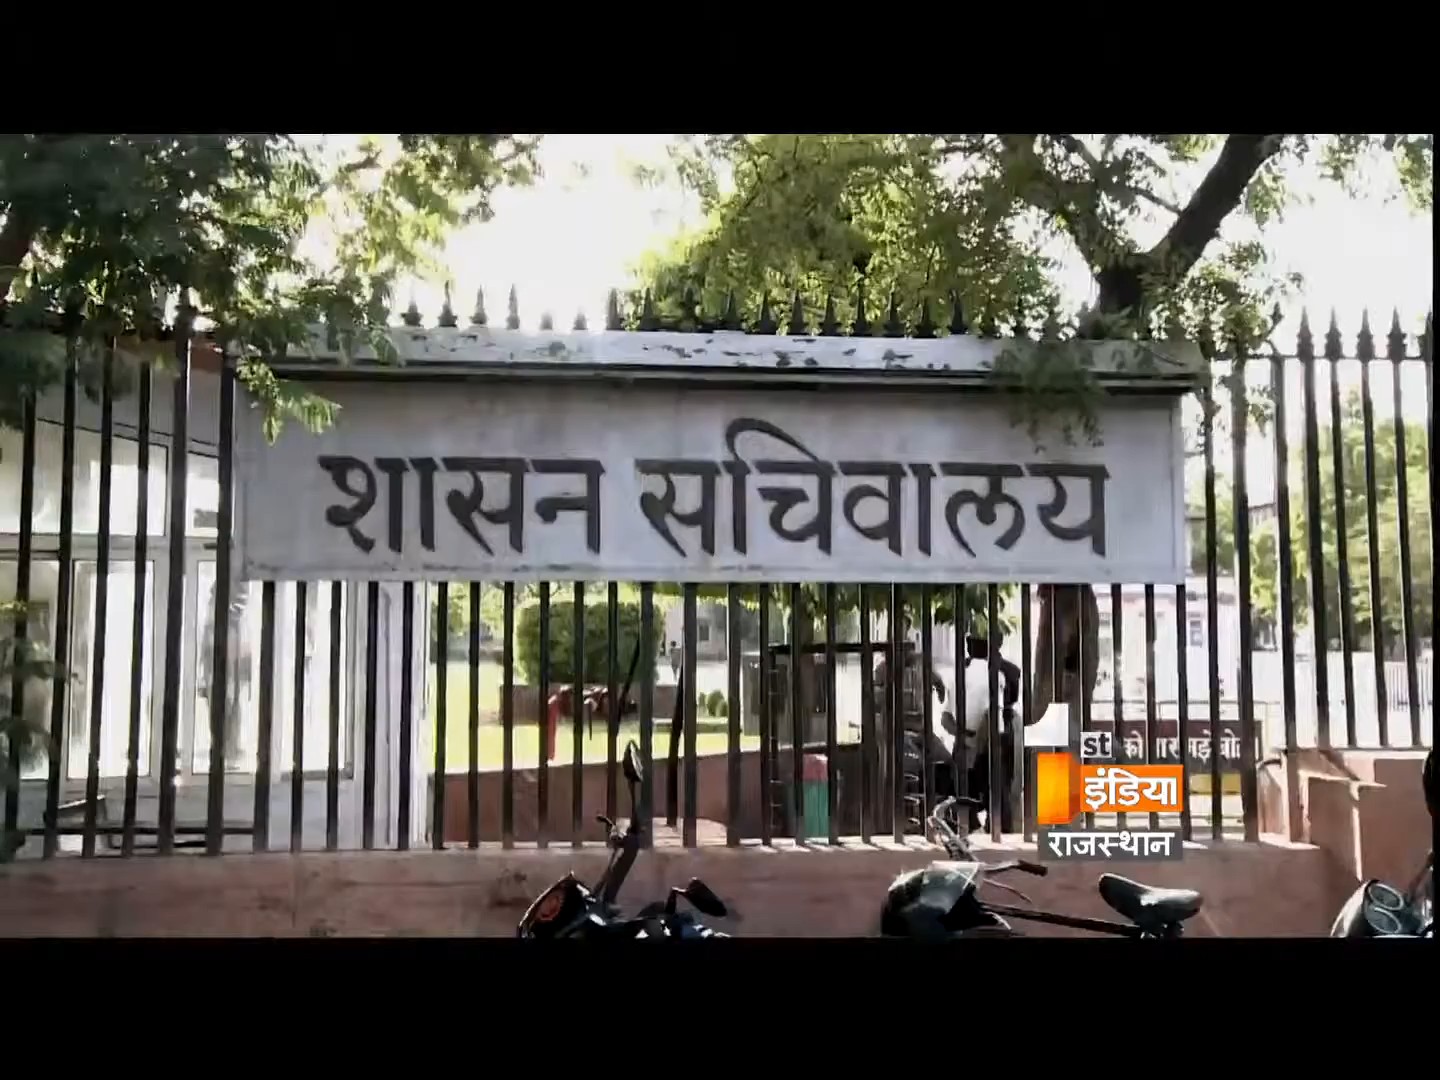 शासन सचिवालय
1st
इंडिया
राजस्थान